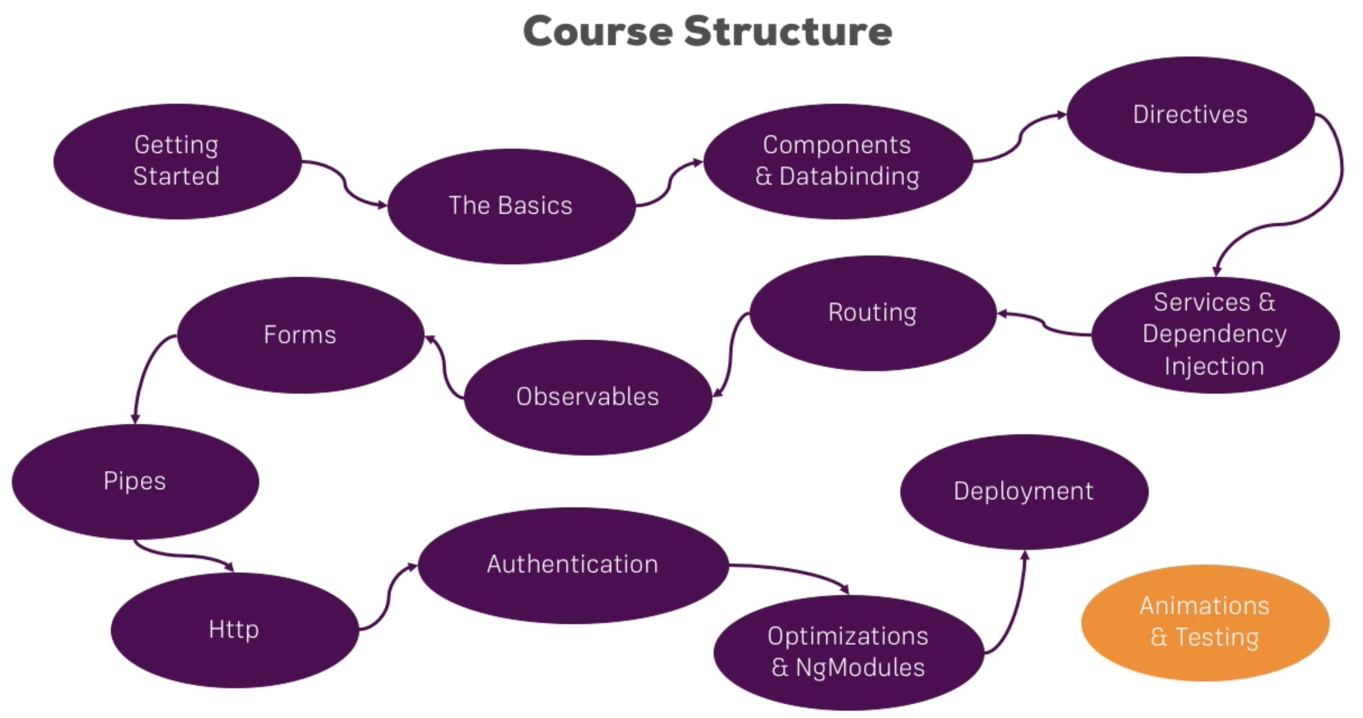 Course Structure
Getting
Started
The Basics
Components
& Databinding
Directives
Services &
Dependency
Injection
Routing
Observables
Forms
Pipes
Http
Authentication
Optimizations
& NgModules
Deployment
Animations
& Testing